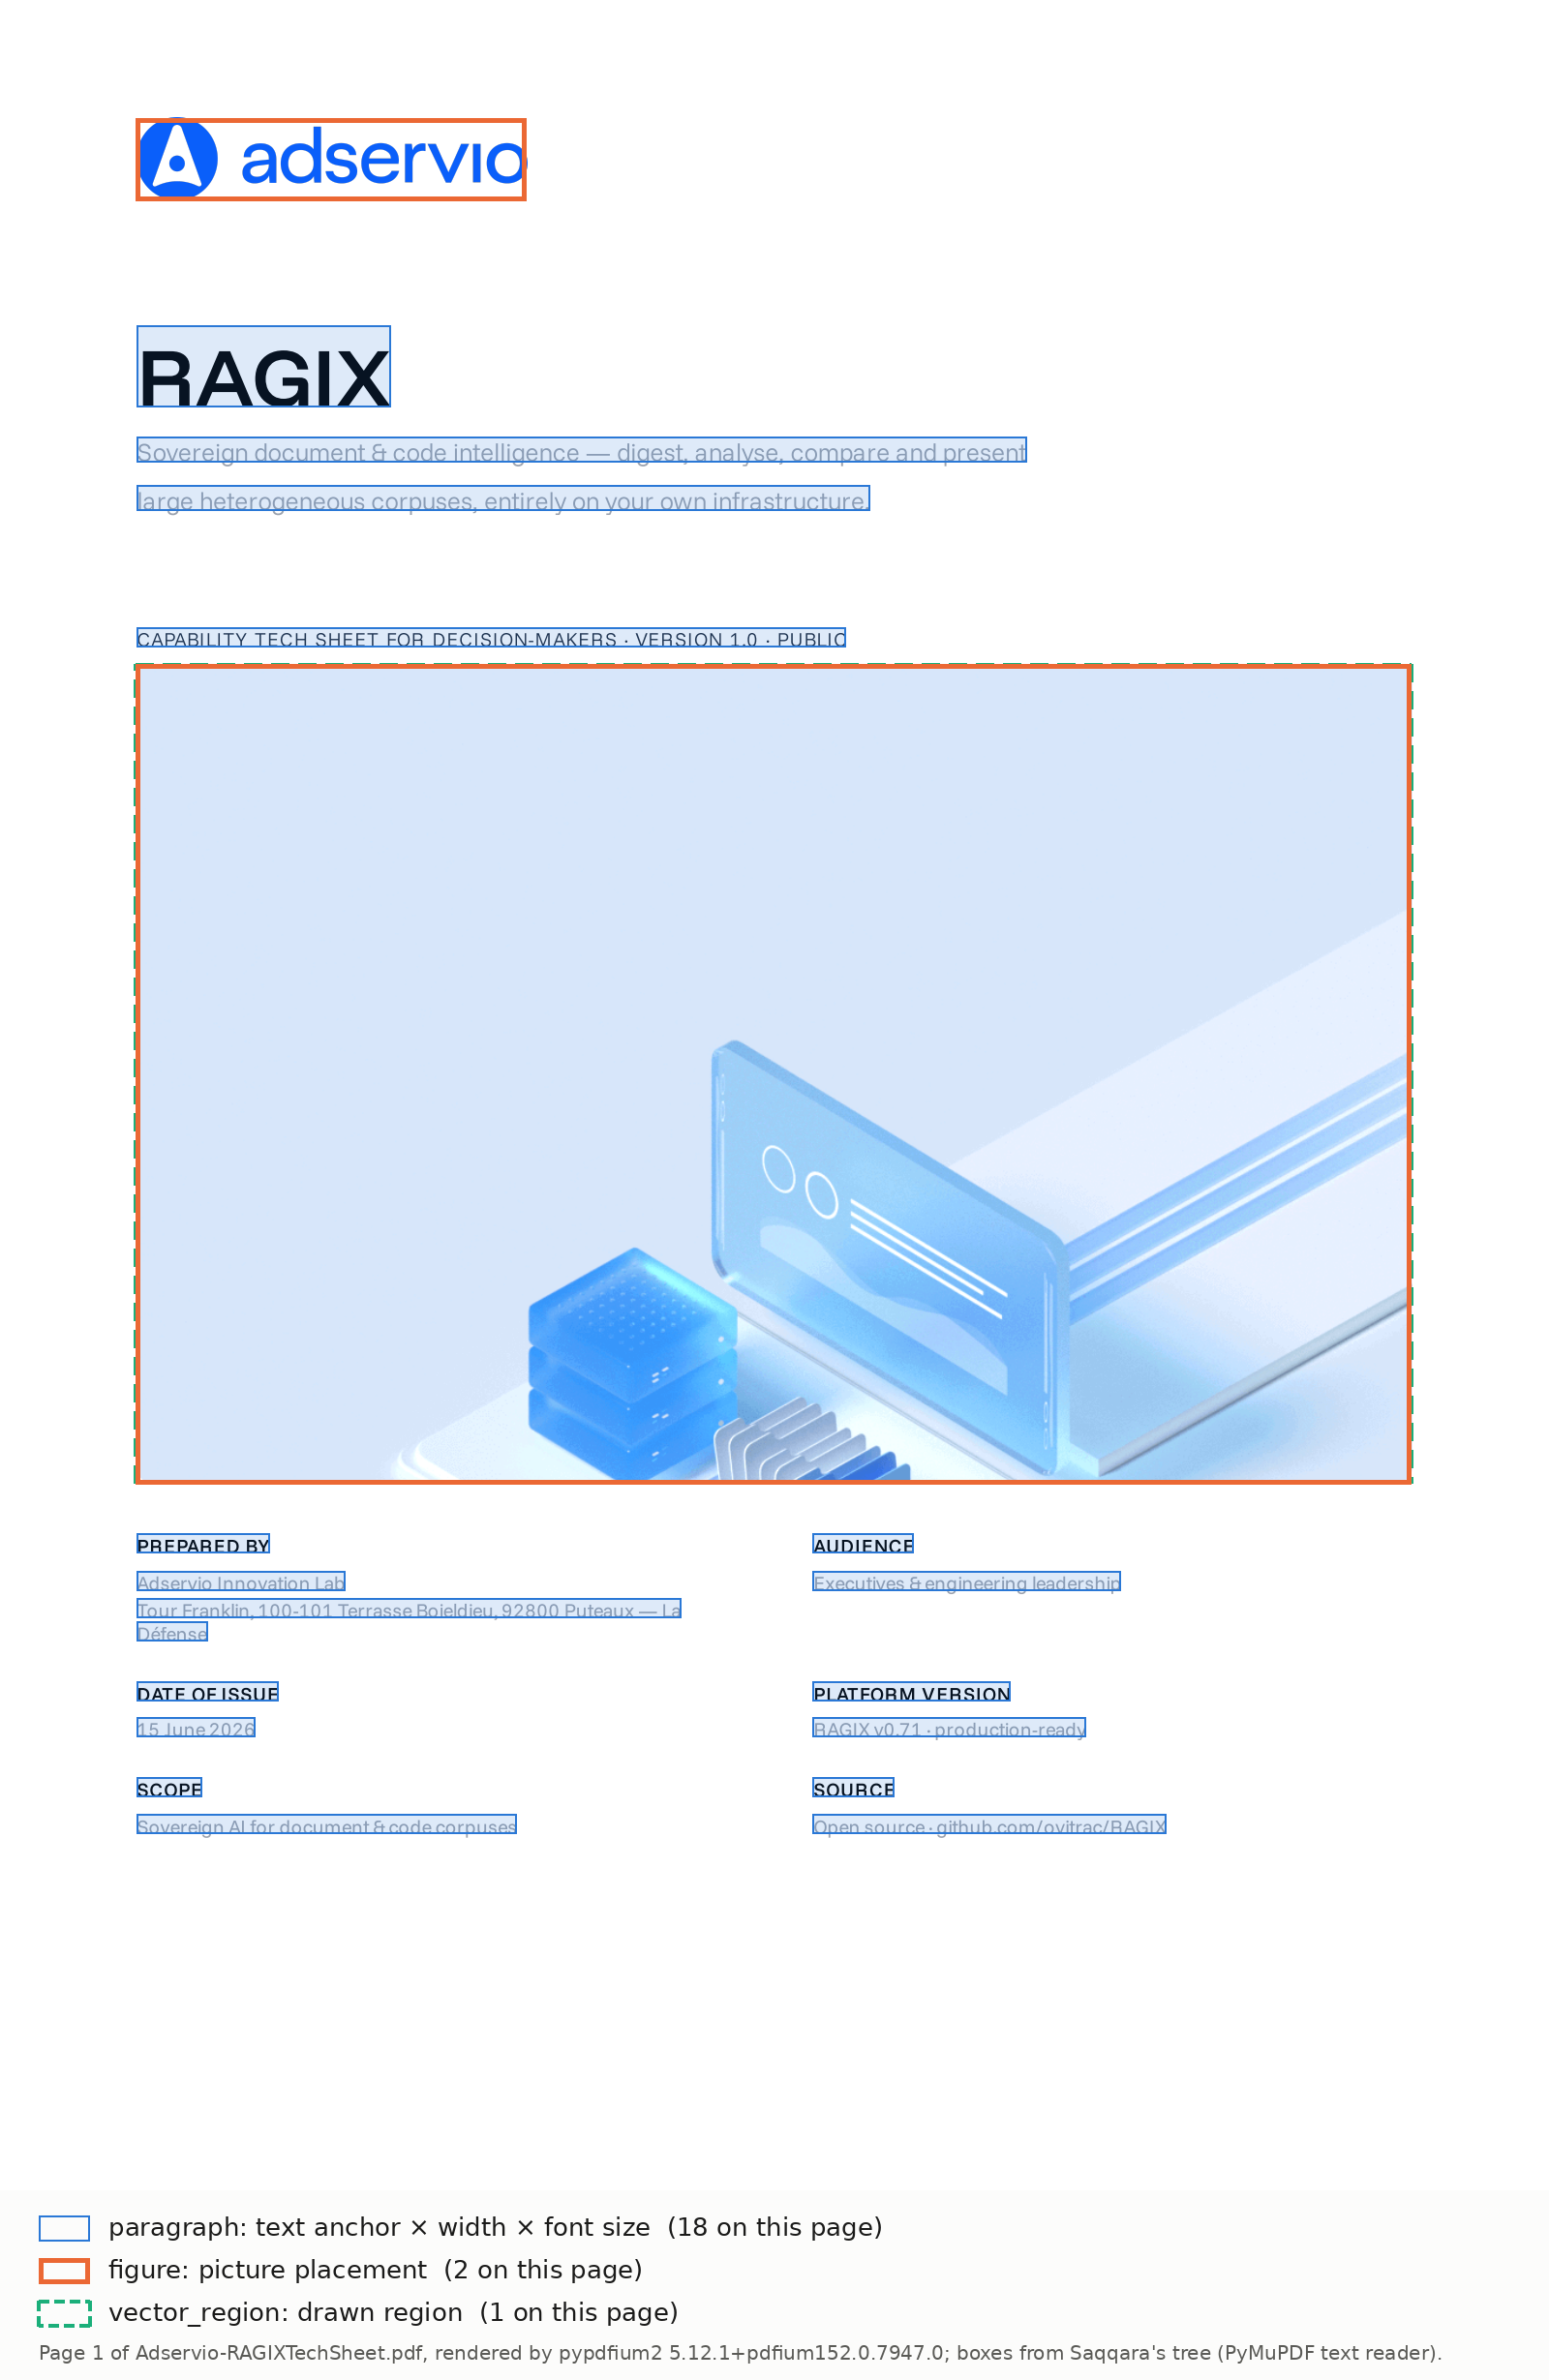 adservio
RAGIX
Sovereign document & code intelligence — digest, analyse, compare and present
large heterogeneous corpuses, entirely on your own infrastructure.
CAPABILITY TECH SHEET FOR DECISION-MAKERS · VERSION 1.0 · PUBLIC
PREPARED BY
Adservio Innovation Lab
Tour Franklin, 100-101 Terrasse Boieldieu, 92800 Puteaux — La
Défense
AUDIENCE
Executives & engineering leadership
DATE OF ISSUE
15 June 2026
PLATFORM VERSION
RAGIX v0.71 · production-ready
SCOPE
Sovereign AI for document & code corpuses
SOURCE
Open source · github.com/ovitrac/RAGIX
paragraph: text anchor × width × font size (18 on this page)
figure: picture placement (2 on this page)
vector_region: drawn region (1 on this page)
Page 1 of Adservio-RAGIXTechSheet.pdf, rendered by pypdfium2 5.12.1+pdfium152.0.7947.0; boxes from Saqqara's tree (PyMuPDF text reader).